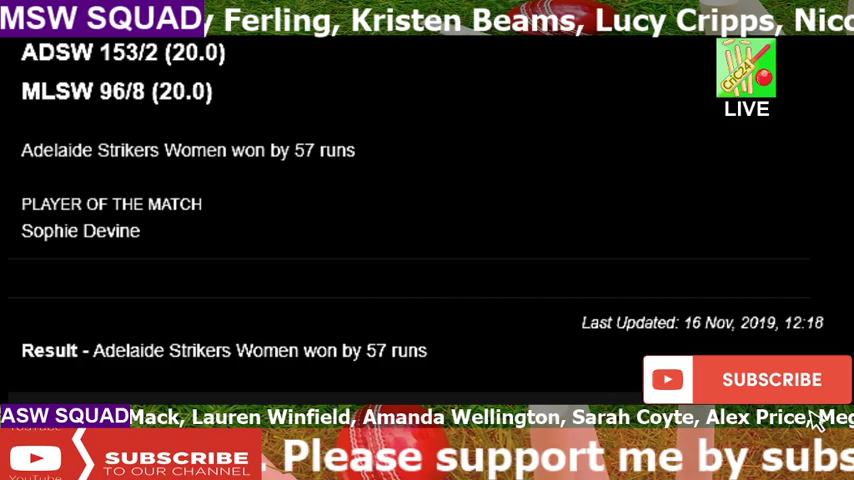 MSW SQUAD Ferling, Kristen Beams, Lucy Cripps, Nico
ADSW 153/2 (20.0)
MLSW 96/8 (20.0)
CriC24
LIVE
Adelaide Strikers Women won by 57 runs
PLAYER OF THE MATCH
Sophie Devine
Last Updated: 16 Nov, 2019, 12:18
Result - Adelaide Strikers Women won by 57 runs
SUBSCRIBE
ASW SQUAD Mack, Lauren Winfield, Amanda Wellington, Sarah Coyte, Alex Price, Meg
YouTube
SUBSCRIBE
TO OUR CHANNEL
YouTube
. Please support me by subs